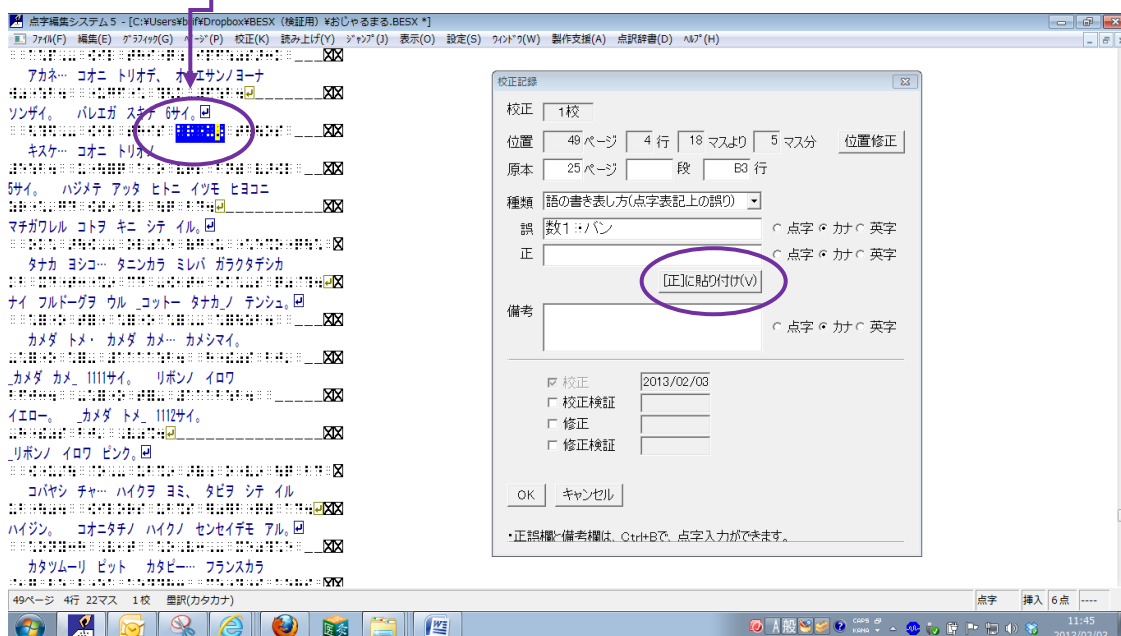 点字編集システム５ - [C:¥Users¥b¥if¥Dropbox¥BESX（検証用）¥おじゃるまる.BESX *]
ﾌｧｲﾙ(F) 編集(E) ｸﾞﾗﾌｨｯｸ(G) ﾍﾟｰｼﾞ(P) 校正(K) 読み上げ(Y) ｼﾞｬﾝﾌﾟ(J) 表示(O) 設定(S) ｳｨﾝﾄﾞｳ(W) 製作支援(A) 点訳辞書(D) ﾍﾙﾌﾟ(H)
アカネ… コオニ トリオデ、 オ エサンノヨーナ
ソンザイ。 バレエガ スキナ 6サイ。
キスケ… コオニ トリオノ
5サイ。 ハジメテ アッタ ヒトニ イツモ ヒヨコニ
マチガワレル コトヲ キニ シテ イル。
タナカ ヨシコ… タニンカラ ミレバ ガラクタデシカ
ナイ フルドーグヲ ウル _コットー タナカ_ノ テンシュ。
カメダ トメ・ カメダ カメ… カメシマイ。
_カメダ カメ_ 1111サイ。 リボンノ イロワ
イエロー。 _カメダ トメ_ 1112サイ。
_リボンノ イロワ ピンク。
コバヤシ チャ… ハイクヲ ヨミ、 タビヲ シテ イル
ハイジン。 コオニタチノ ハイクノ センセイデモ アル。
カタツムーリ ピット カタピー… フランスカラ
校正記録
校正 1校
位置 49 ページ 4 行 18 マスより 5 マス分 位置修正
原本 25 ページ 段 B3 行
種類 語の書き表し方(点字表記上の誤り)
誤 数1⠒バン 点字 カナ 英字
正 点字 カナ 英字
[正]に貼り付け(V)
備考 点字 カナ 英字
校正 2013/02/03
校正検証
修正
修正検証
OK キャンセル
・正誤欄と備考欄は、Ctrl+Bで、点字入力ができます。
49ページ 4行 22マス 1校 墨訳(カタカナ) 点字 挿入 6点 ----
A 般 CAPS KANA 11:45
2013/02/03